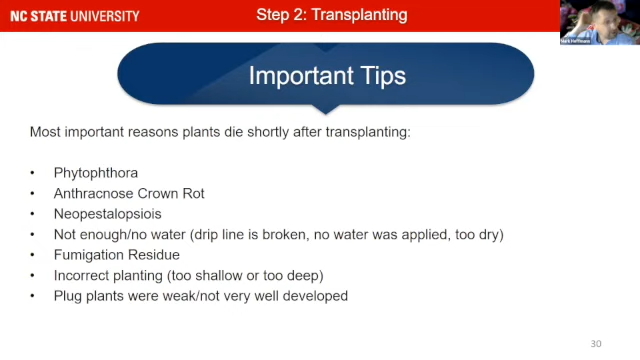 NC STATE UNIVERSITY
Step 2: Transplanting
Mark Hoffmann
Important Tips
Most important reasons plants die shortly after transplanting:
• Phytophthora
• Anthracnose Crown Rot
• Neopestalopsiois
• Not enough/no water (drip line is broken, no water was applied, too dry)
• Fumigation Residue
• Incorrect planting (too shallow or too deep)
• Plug plants were weak/not very well developed
30